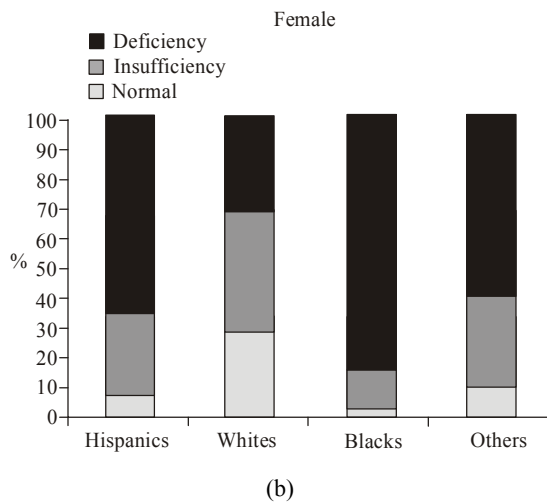 Female
Deficiency
Insufficiency
Normal
100
90
80
70
60
50
40
30
20
10
0
%
Hispanics Whites Blacks Others
(b)